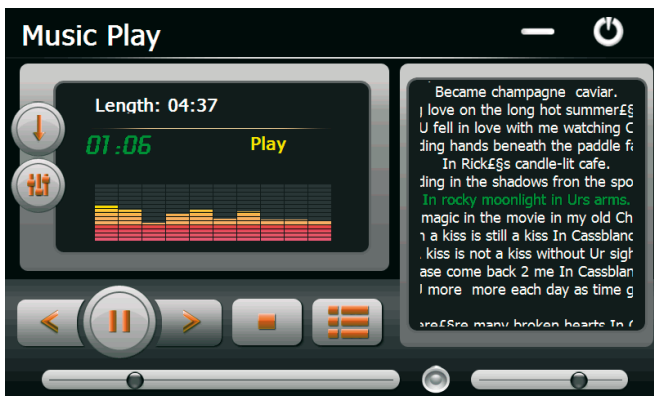 Music Play
Length: 04:37
01:06
Play
Became champagne caviar.
love on the long hot summer£§
U fell in love with me watching C
ding hands beneath the paddle fa
In Rick£§s candle-lit cafe.
ding in the shadows fron the spo
In rocky moonlight in Urs arms.
magic in the movie in my old Ch
a kiss is still a kiss In Cassblanc
kiss is not a kiss without Ur sigh
ase come back 2 me In Cassblan
more more each day as time g
ere£§re many broken hearts In C